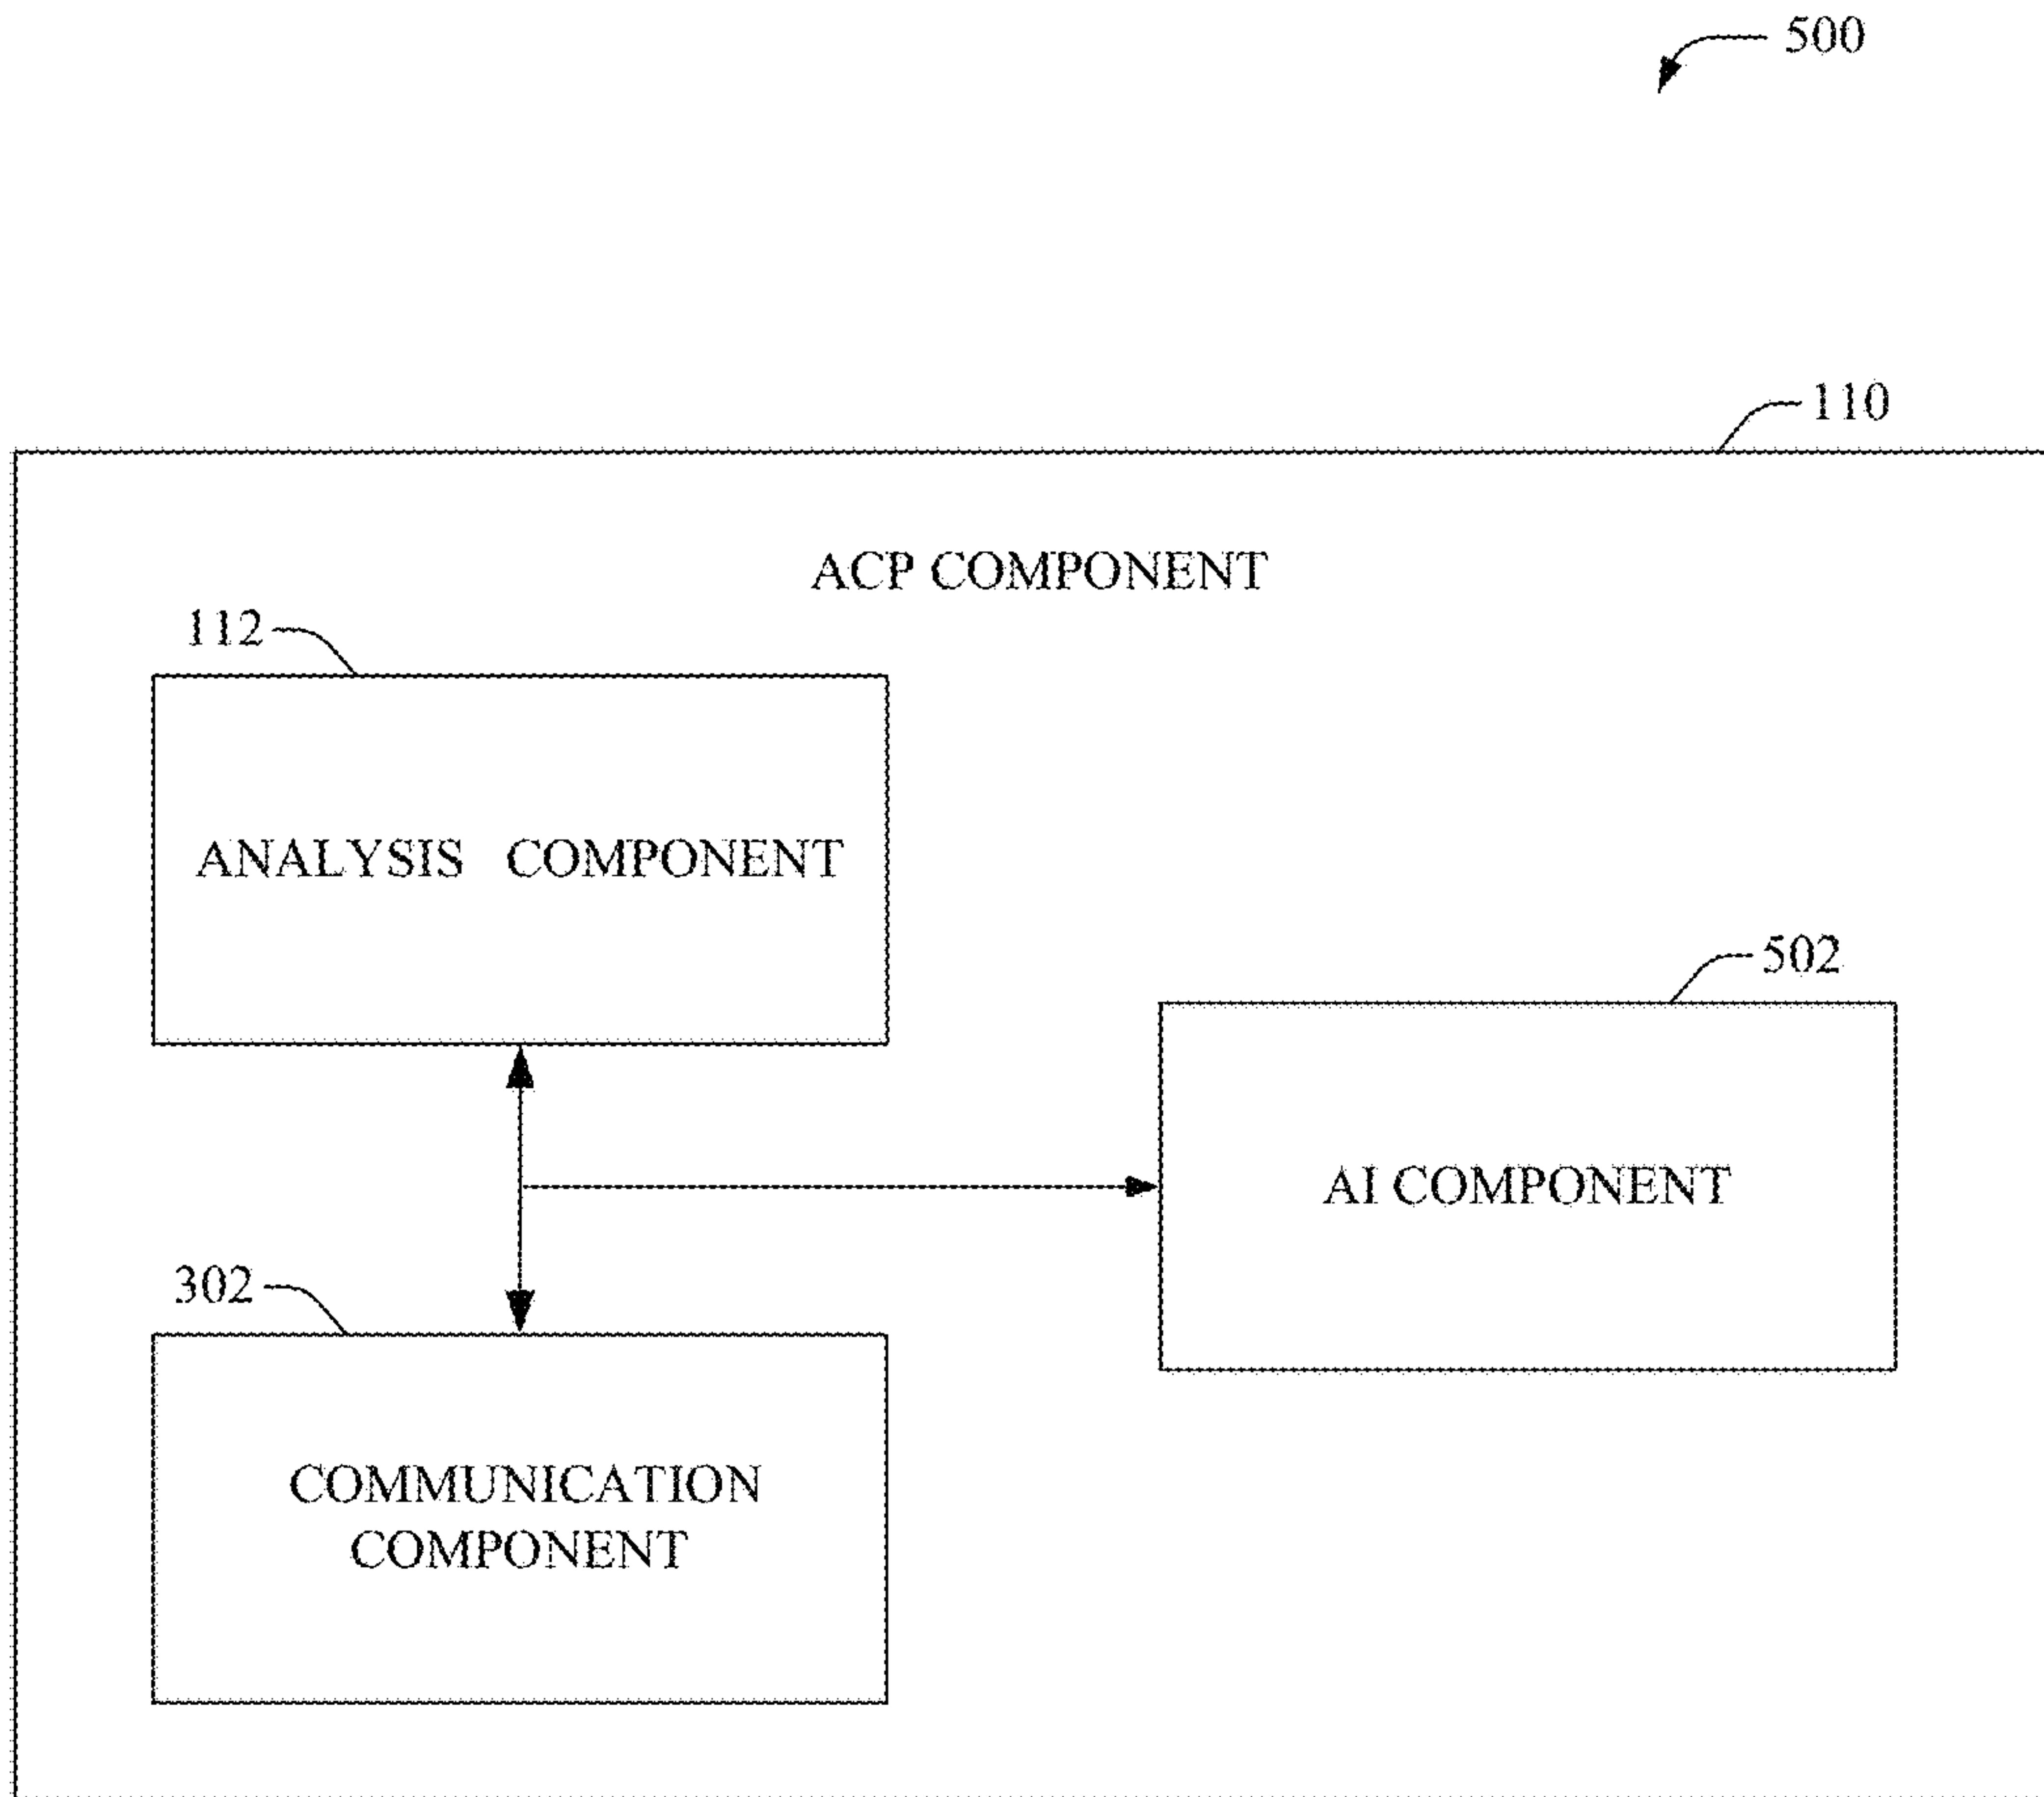 500
110
ACP COMPONENT
112
ANALYSIS COMPONENT
502
AI COMPONENT
302
COMMUNICATION
COMPONENT